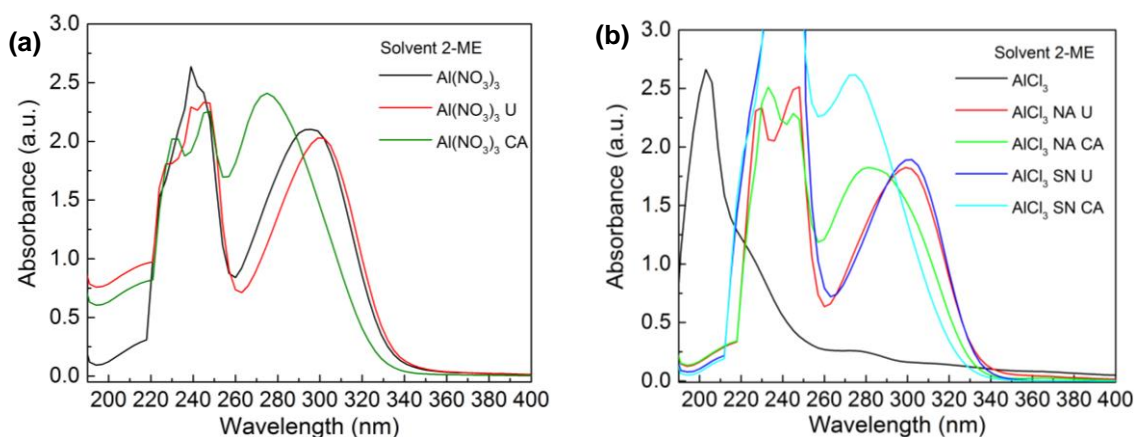 (a)
3.0
2.5
2.0
1.5
1.0
0.5
0.0
Absorbance (a.u.)
Solvent 2-ME
Al(NO₃)₃
Al(NO₃)₃ U
Al(NO₃)₃ CA
200 220 240 260 280 300 320 340 360 380 400
Wavelength (nm)
(b)
3.0
2.5
2.0
1.5
1.0
0.5
0.0
Absorbance (a.u.)
Solvent 2-ME
AlCl₃
AlCl₃ NA U
AlCl₃ NA CA
AlCl₃ SN U
AlCl₃ SN CA
200 220 240 260 280 300 320 340 360 380 400
Wavelength (nm)